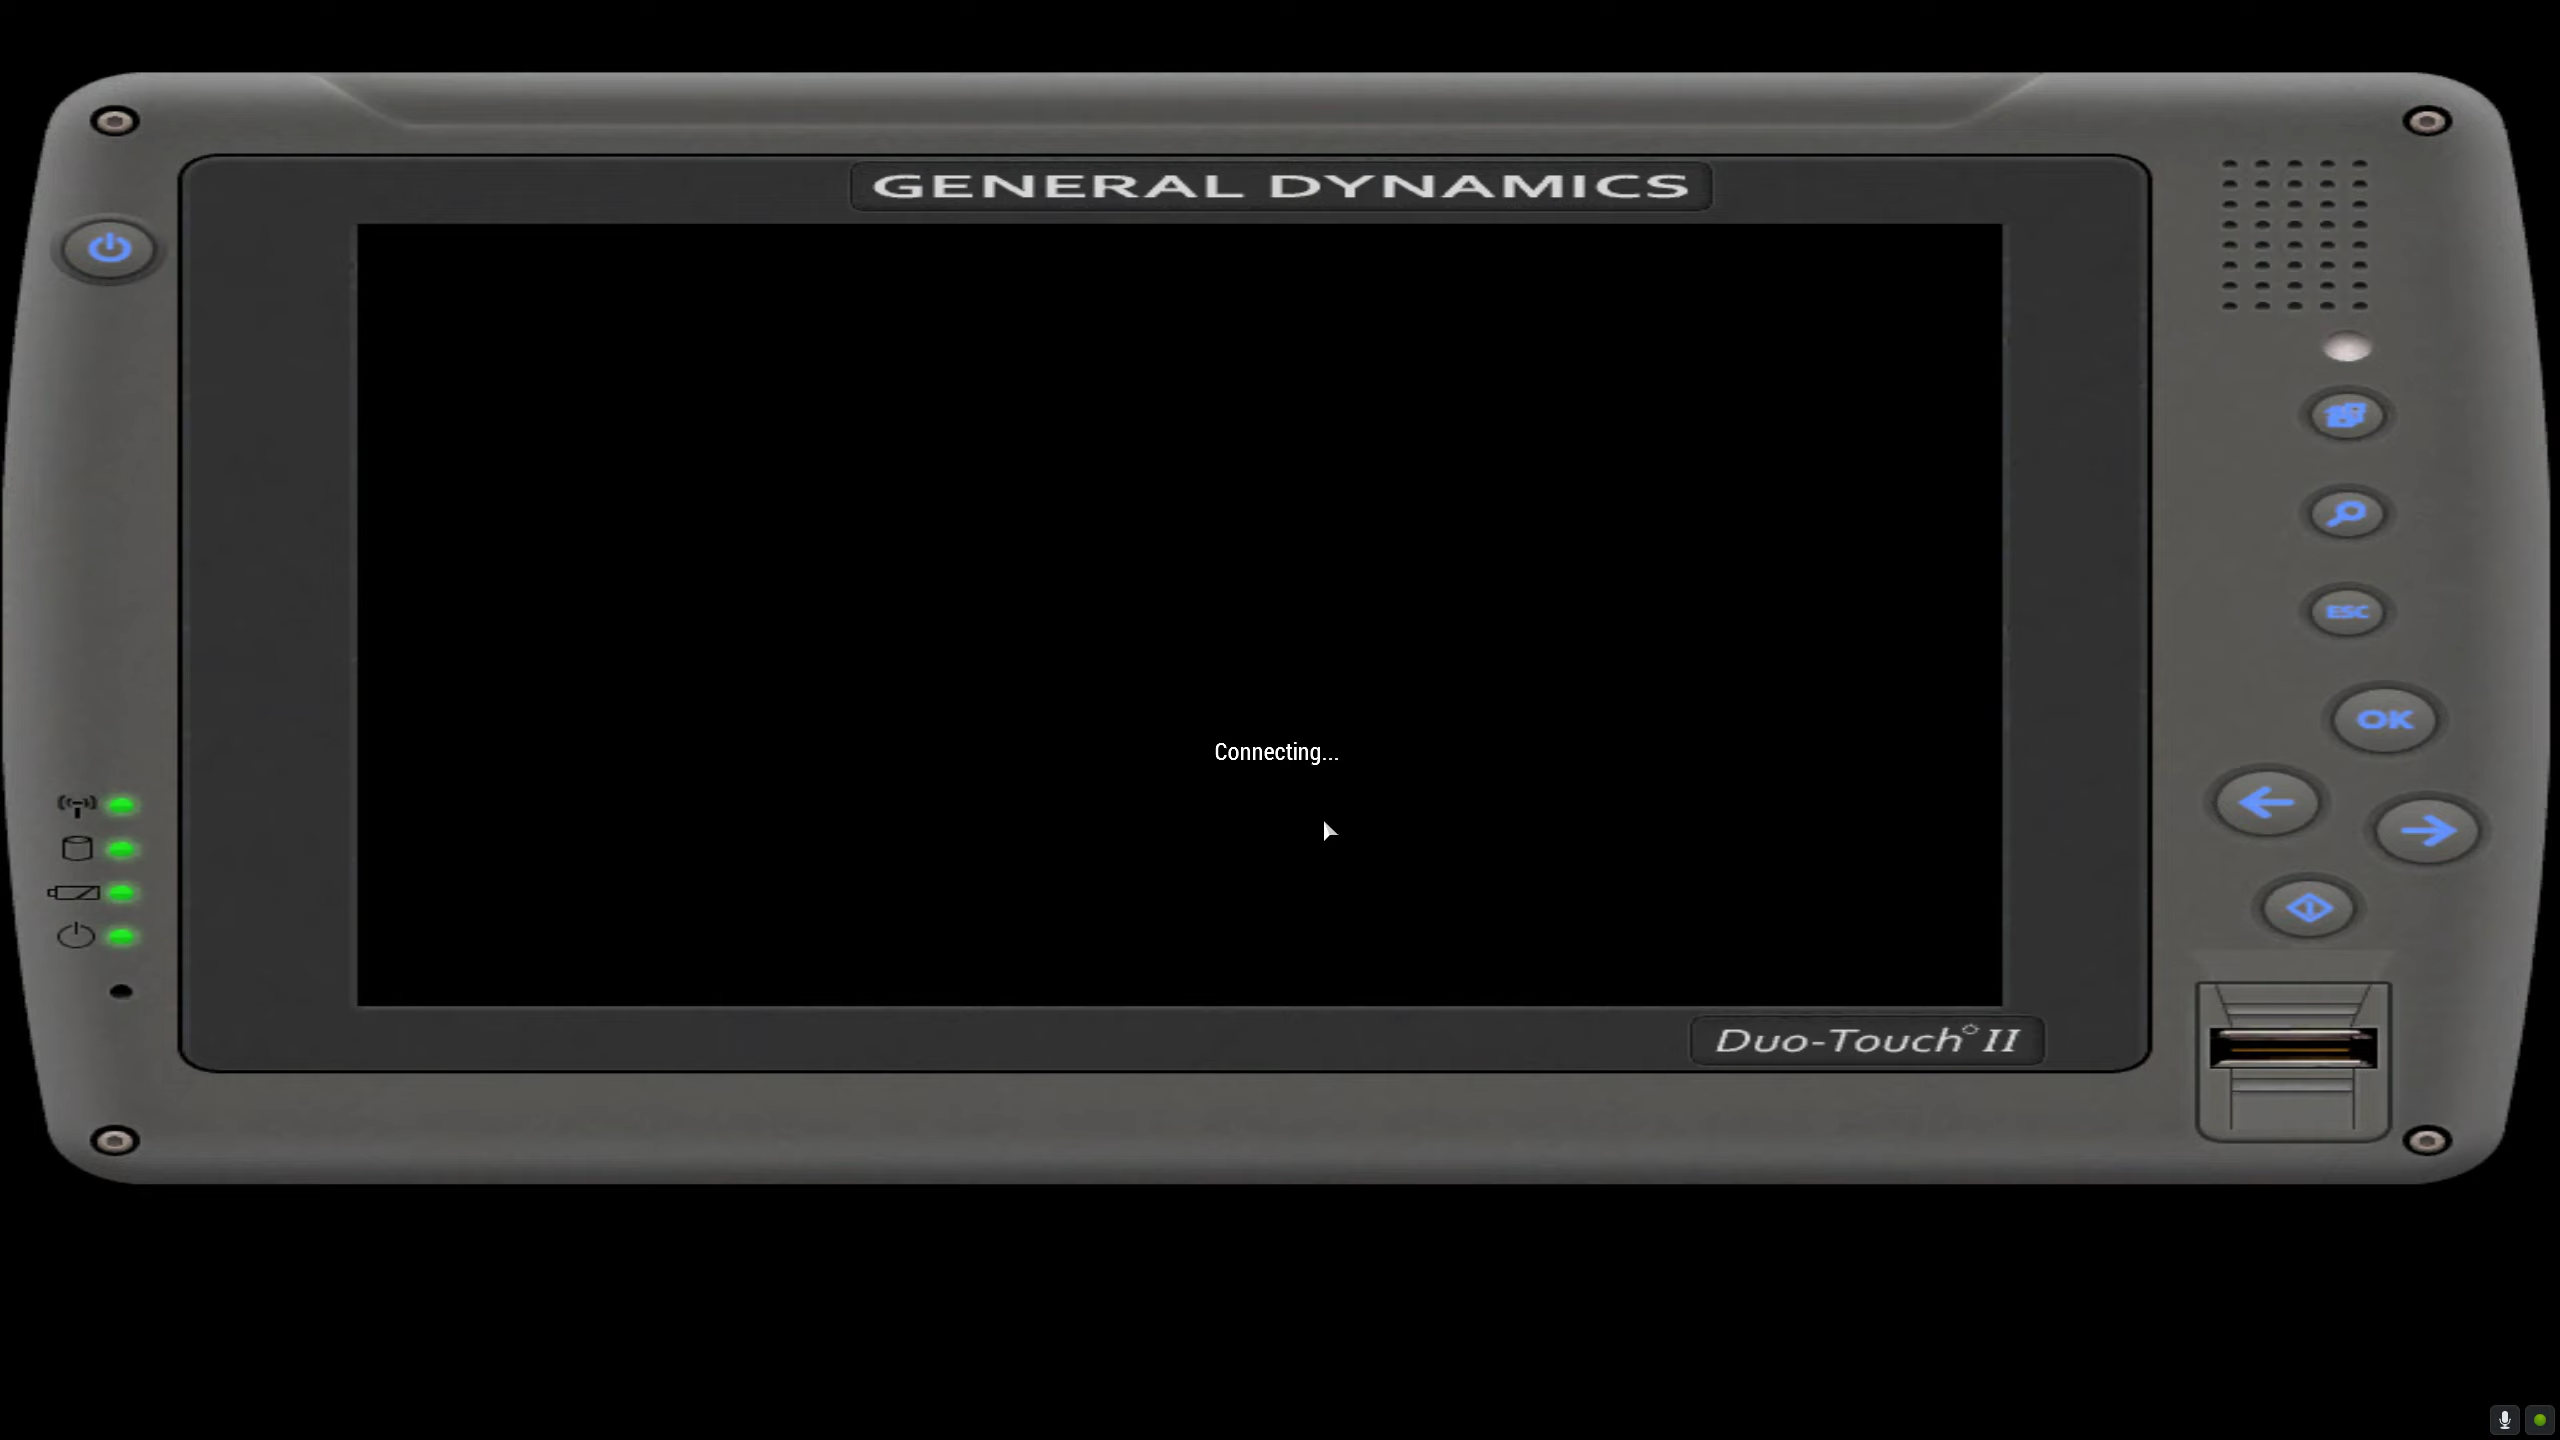 GENERAL DYNAMICS
ESC
OK
Connecting...
Duo-Touch° II